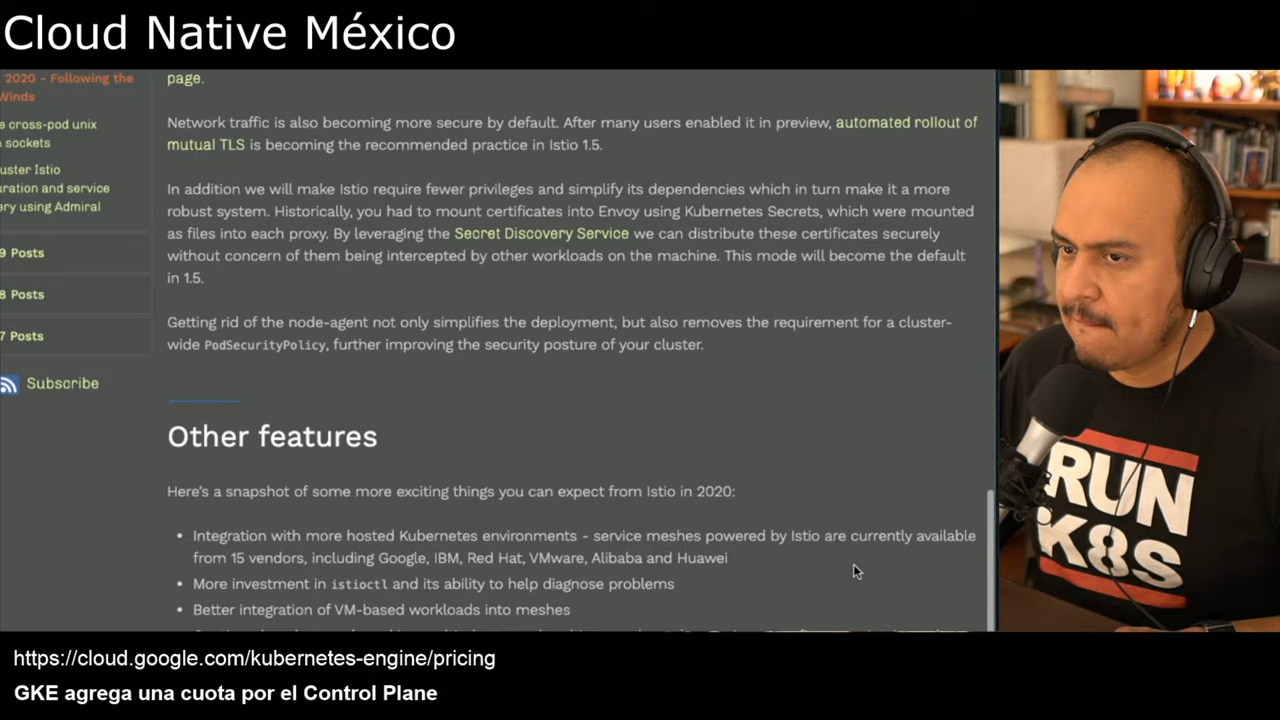 Cloud Native México
2020 - Following the
Winds
cross-pod unix
sockets
Istio
and service
using Admiral
9 Posts
8 Posts
7 Posts
Subscribe
page.
Network traffic is also becoming more secure by default. After many users enabled it in preview, automated rollout of
mutual TLS is becoming the recommended practice in Istio 1.5.
In addition we will make Istio require fewer privileges and simplify its dependencies which in turn make it a more
robust system. Historically, you had to mount certificates into Envoy using Kubernetes Secrets, which were mounted
as files into each proxy. By leveraging the Secret Discovery Service we can distribute these certificates securely
without concern of them being intercepted by other workloads on the machine. This mode will become the default
in 1.5.
Getting rid of the node-agent not only simplifies the deployment, but also removes the requirement for a cluster-
wide PodSecurityPolicy, further improving the security posture of your cluster.
Other features
Here's a snapshot of some more exciting things you can expect from Istio in 2020:
• Integration with more hosted Kubernetes environments - service meshes powered by Istio are currently available
from 15 vendors, including Google, IBM, Red Hat, VMware, Alibaba and Huawei
• More investment in istioctl and its ability to help diagnose problems
• Better integration of VM-based workloads into meshes
RUN
K8S
https://cloud.google.com/kubernetes-engine/pricing
GKE agrega una cuota por el Control Plane